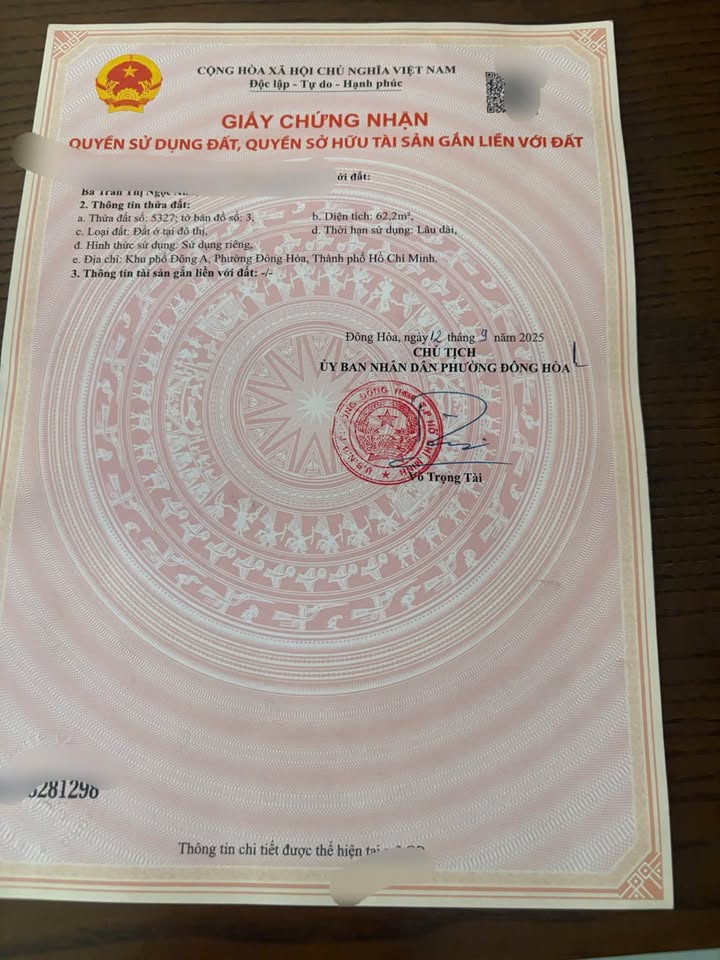 CỘNG HÒA XÃ HỘI CHỦ NGHĨA VIỆT NAM
Độc lập - Tự do - Hạnh phúc
GIẤY CHỨNG NHẬN
QUYỀN SỬ DỤNG ĐẤT, QUYỀN SỞ HỮU TÀI SẢN GẮN LIỀN VỚI ĐẤT
ới đất:
Bà Trần Thị Ngọc
2. Thông tin thửa đất:
a. Thửa đất số: 5327; tờ bản đồ số: 3, b. Diện tích: 62.2m²,
c. Loại đất: Đất ở tại đô thị, d. Thời hạn sử dụng: Lâu dài,
đ. Hình thức sử dụng: Sử dụng riêng,
e. Địa chỉ: Khu phố Đông A, Phường Đông Hòa, Thành phố Hồ Chí Minh.
3. Thông tin tài sản gắn liền với đất: -/-
Đông Hòa, ngày 12 tháng 9 năm 2025
CHỦ TỊCH
ỦY BAN NHÂN DÂN PHƯỜNG ĐÔNG HÒA
Võ Trọng Tài
5281298
Thông tin chi tiết được thể hiện tại